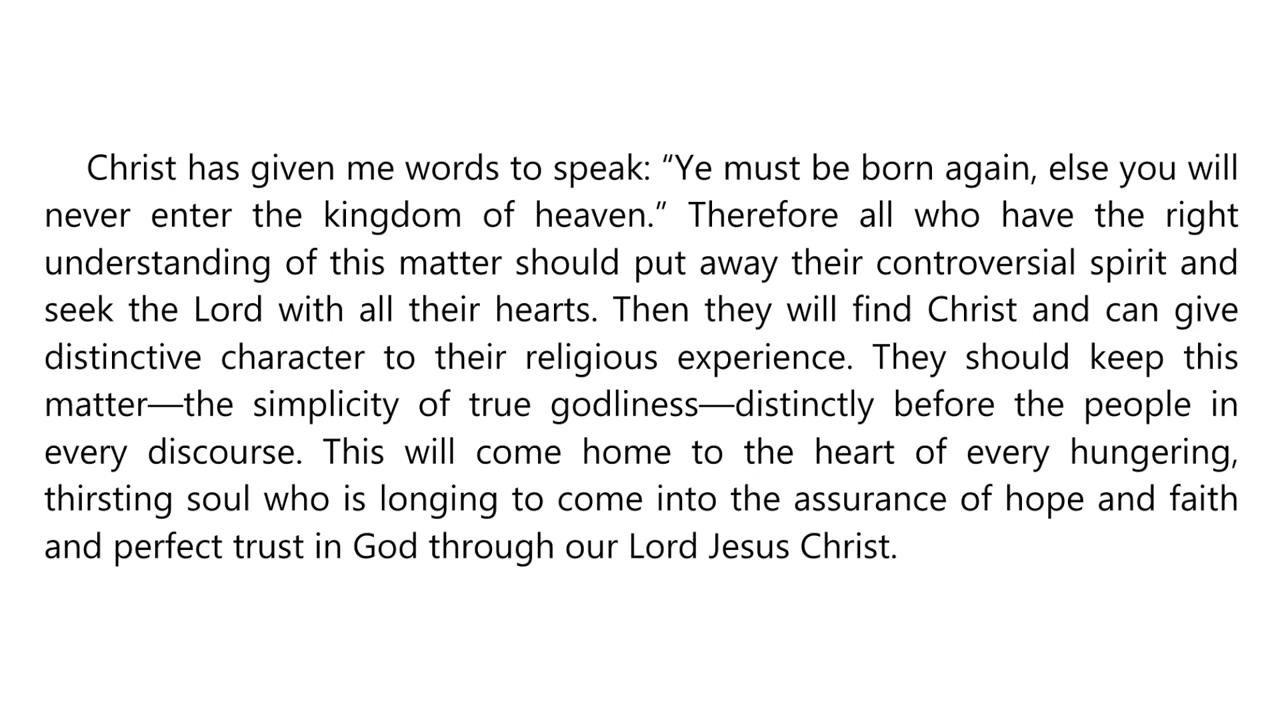 Christ has given me words to speak: “Ye must be born again, else you will
never enter the kingdom of heaven.” Therefore all who have the right
understanding of this matter should put away their controversial spirit and
seek the Lord with all their hearts. Then they will find Christ and can give
distinctive character to their religious experience. They should keep this
matter—the simplicity of true godliness—distinctly before the people in
every discourse. This will come home to the heart of every hungering,
thirsting soul who is longing to come into the assurance of hope and faith
and perfect trust in God through our Lord Jesus Christ.